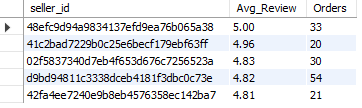 seller_id Avg_Review Orders
48efc9d94a9834137efd9ea76b065a38 5.00 33
41c2bad7229b0c25e6becf179ebf63ff 4.96 20
02f5837340d7eb4f653d676c7256523a 4.83 30
d9bd94811c3338dceb4181f3dbc0c73e 4.82 54
42fa4ee7240e9b8eb4576358ec142ba7 4.81 21